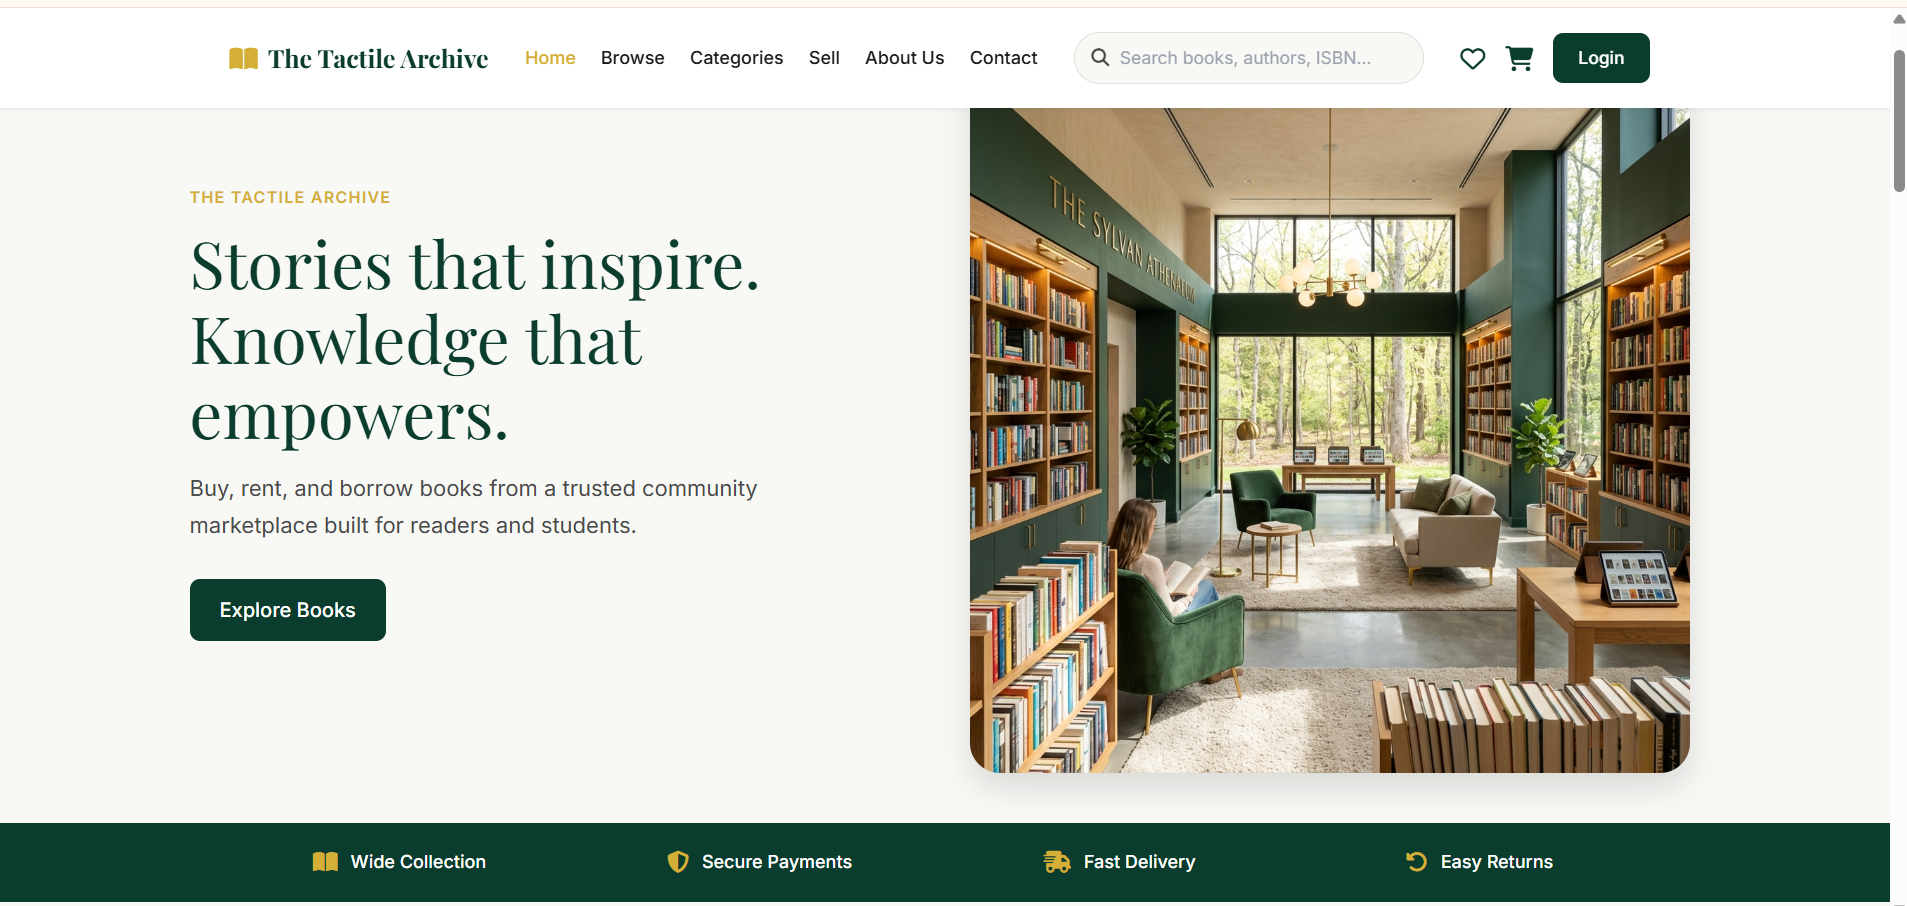 The Tactile Archive
Home
Browse
Categories
Sell
About Us
Contact
Search books, authors, ISBN...
Login
THE TACTILE ARCHIVE
Stories that inspire.
Knowledge that
empowers.
Buy, rent, and borrow books from a trusted community
marketplace built for readers and students.
Explore Books
THE SYLVAN ATHENAEUM
Wide Collection
Secure Payments
Fast Delivery
Easy Returns